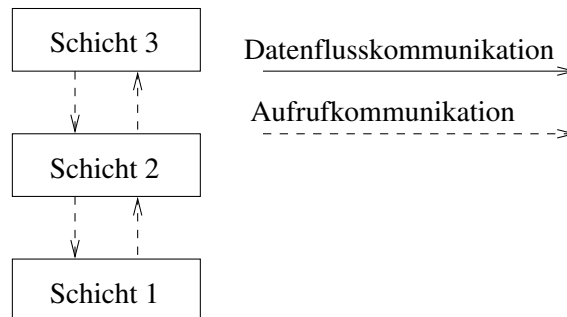 Schicht 3
Datenflusskommunikation
Aufrufkommunikation
Schicht 2
Schicht 1